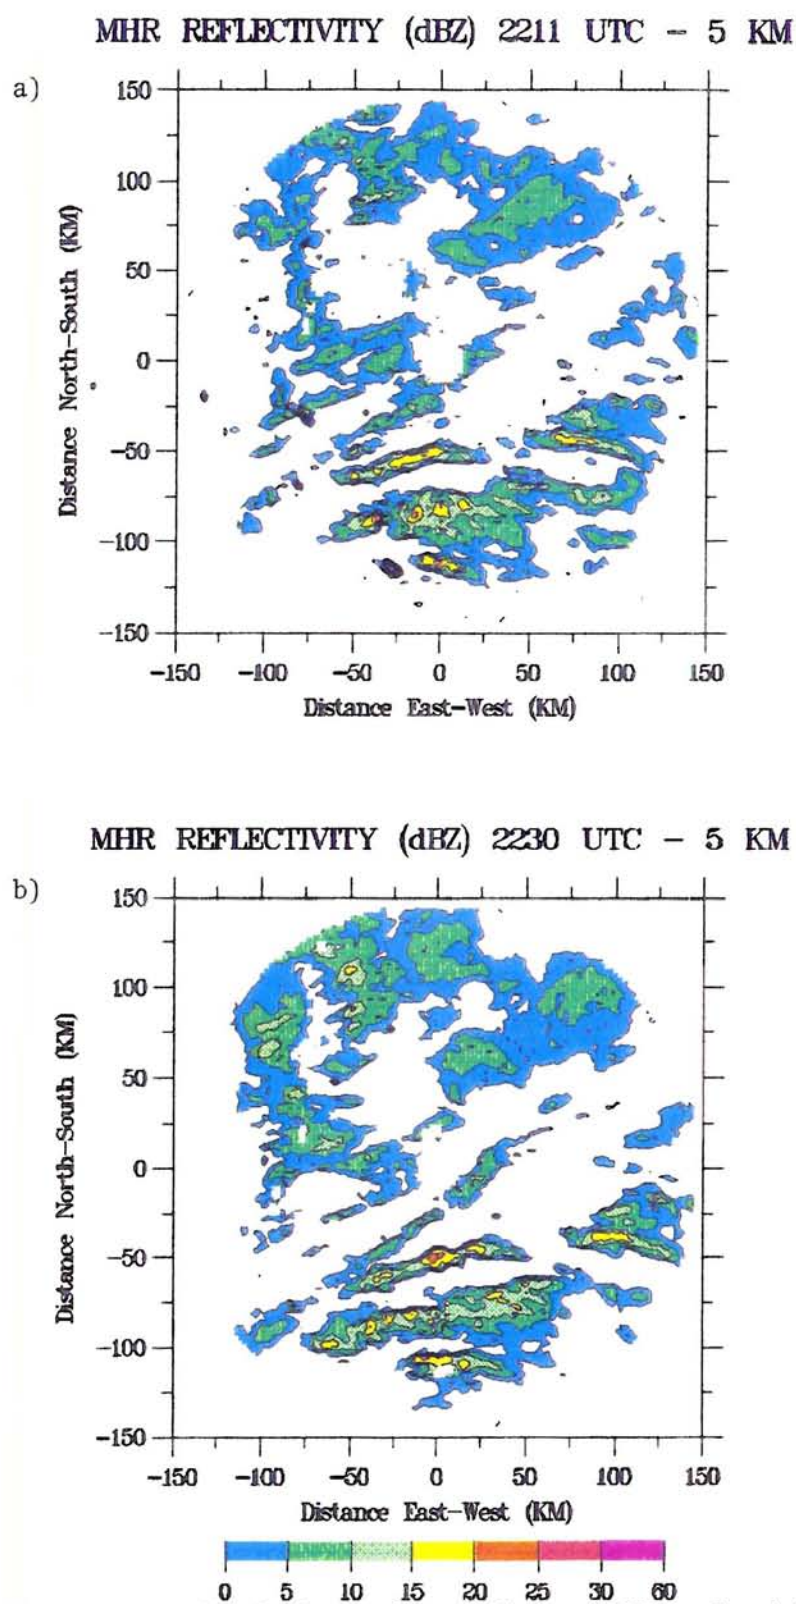 MHR REFLECTIVITY (dBZ) 2211 UTC - 5 KM
a)
150
100
50
0
-50
-100
-150
Distance North-South (KM)
-150 -100 -50 0 50 100 150
Distance East-West (KM)
MHR REFLECTIVITY (dBZ) 2230 UTC - 5 KM
b)
150
100
50
0
-50
-100
-150
Distance North-South (KM)
-150 -100 -50 0 50 100 150
Distance East-West (KM)
0 5 10 15 20 25 30 60